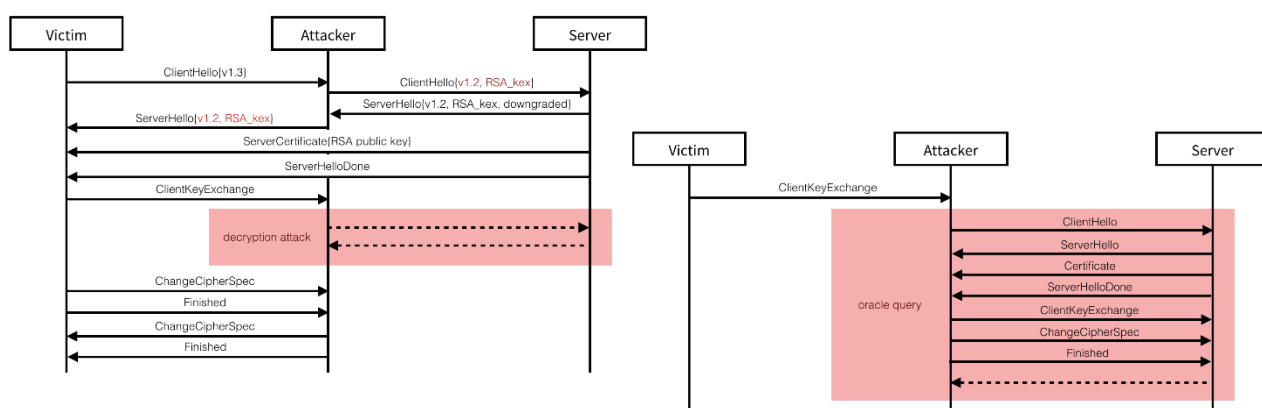 Victim
Attacker
Server
ClientHello{v1.3}
ClientHello{v1.2, RSA_kex}
ServerHello{v1.2, RSA_kex, downgraded}
ServerHello{v1.2, RSA_kex}
ServerCertificate{RSA public key}
ServerHelloDone
ClientKeyExchange
decryption attack
ChangeCipherSpec
Finished
ChangeCipherSpec
Finished
Victim
Attacker
Server
ClientKeyExchange
ClientHello
ServerHello
Certificate
ServerHelloDone
oracle query
ClientKeyExchange
ChangeCipherSpec
Finished